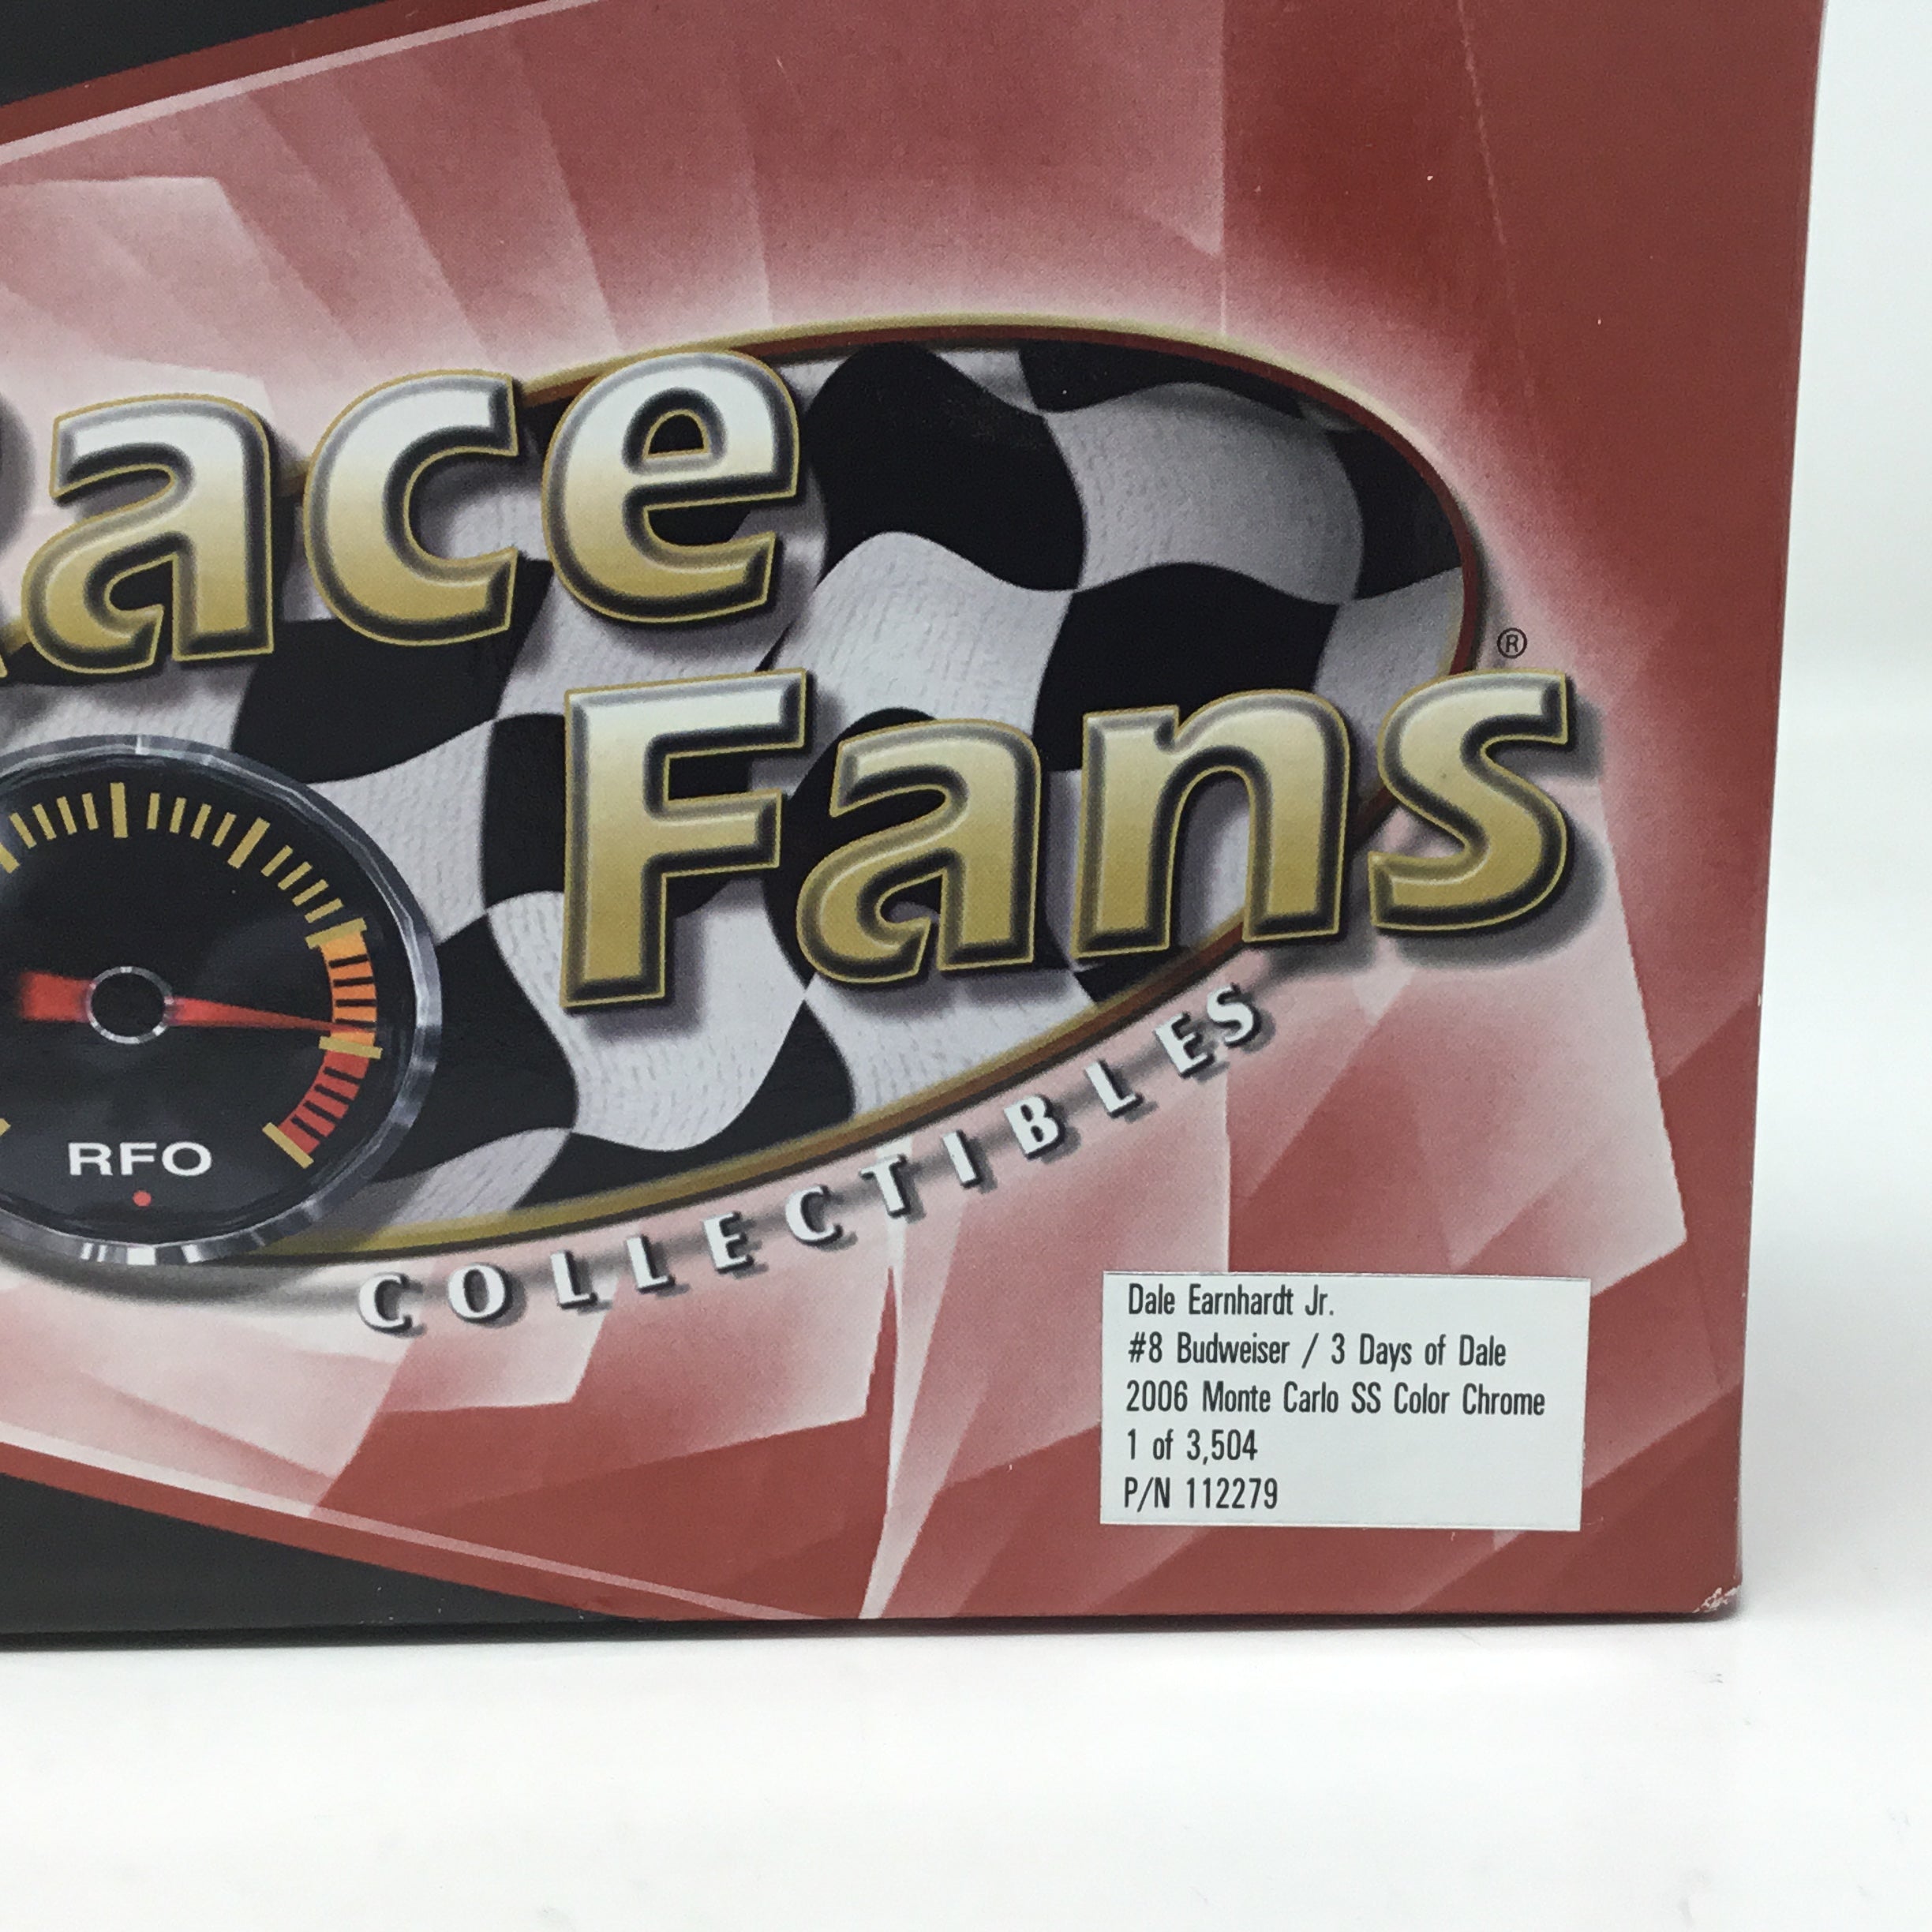 Race
Fans
®
RFO
COLLECTIBLES
Dale Earnhardt Jr.
#8 Budweiser / 3 Days of Dale
2006 Monte Carlo SS Color Chrome
1 of 3,504
P/N 112279